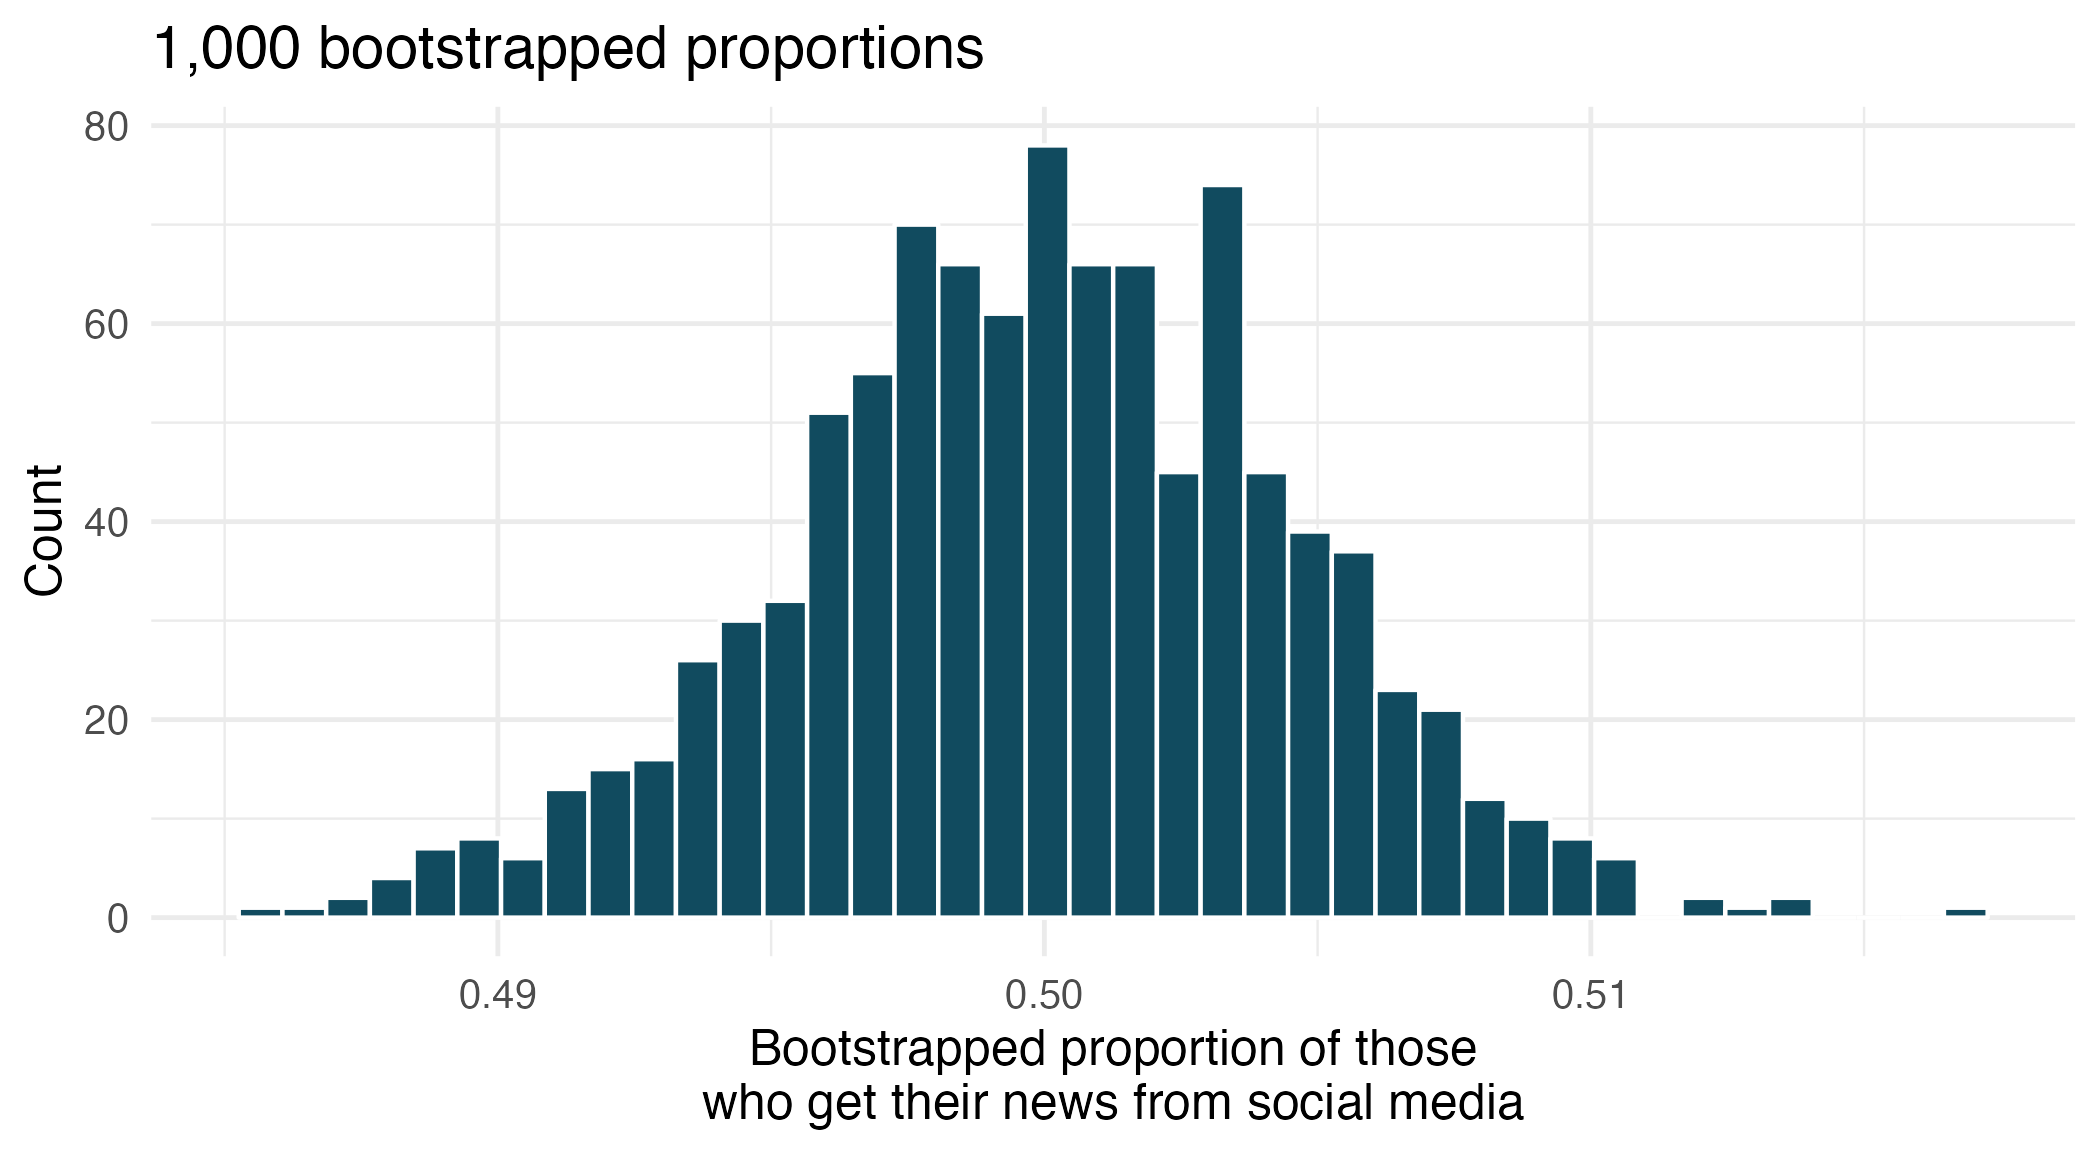 1,000 bootstrapped proportions
80
60
40
20
0
Count
0.49
0.50
0.51
Bootstrapped proportion of those
who get their news from social media